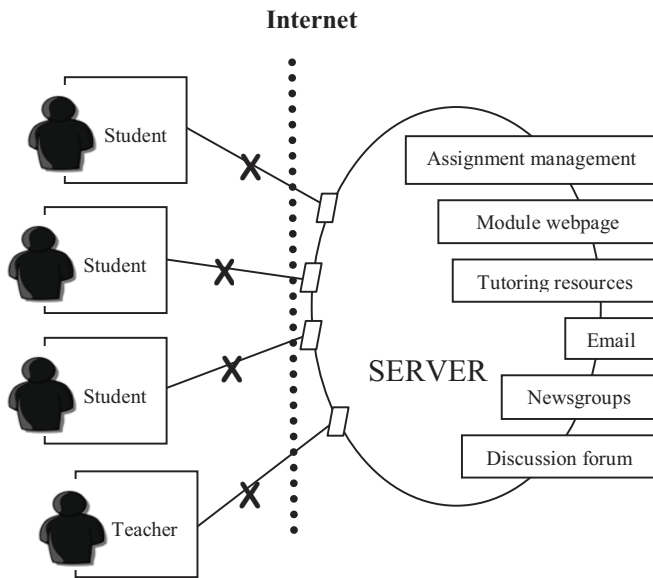 Internet
Student
Student
Student
Teacher
SERVER
Assignment management
Module webpage
Tutoring resources
Email
Newsgroups
Discussion forum